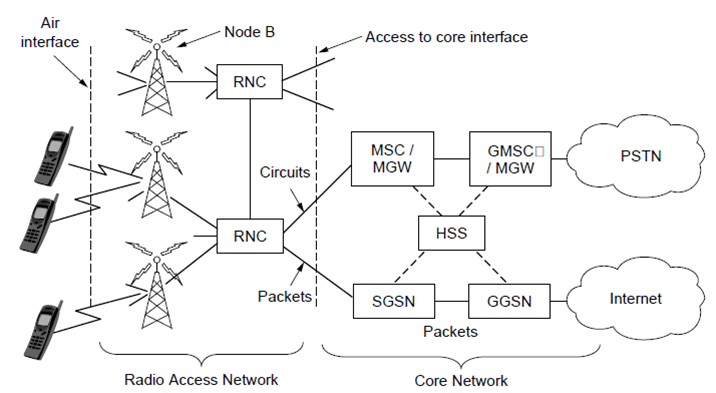 Air
interface
Node B
Access to core interface
RNC
MSC /
MGW
GMSC□
/ MGW
PSTN
Circuits
RNC
HSS
Packets
SGSN
GGSN
Internet
Packets
Radio Access Network
Core Network